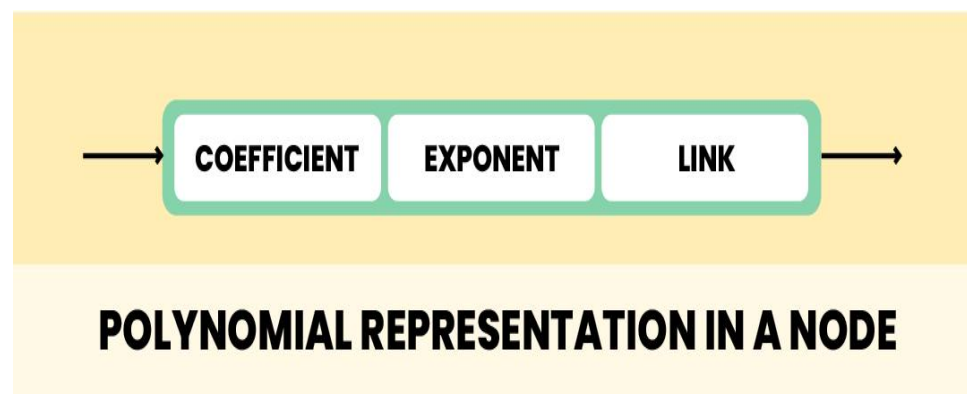 COEFFICIENT EXPONENT LINK
POLYNOMIAL REPRESENTATION IN A NODE